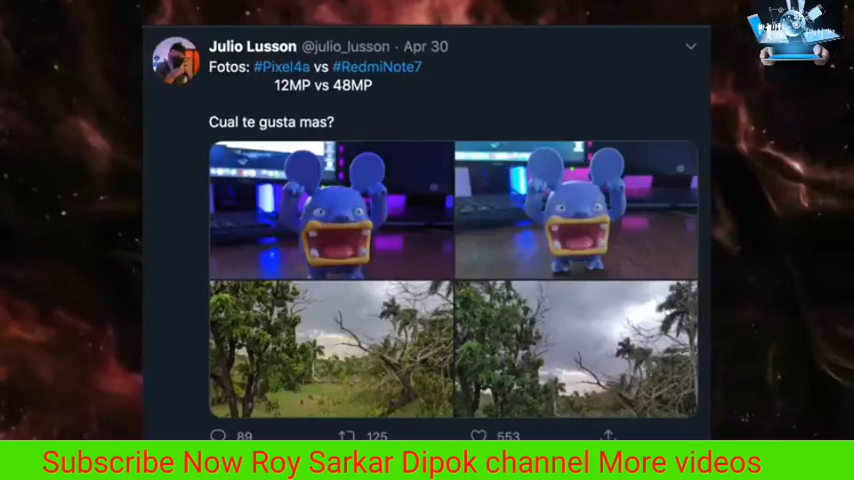 Julio Lusson @julio_lusson · Apr 30
Fotos: #Pixel4a vs #RedmiNote7
12MP vs 48MP
Cual te gusta mas?
89 125 553
Subscribe Now Roy Sarkar Dipok channel More videos